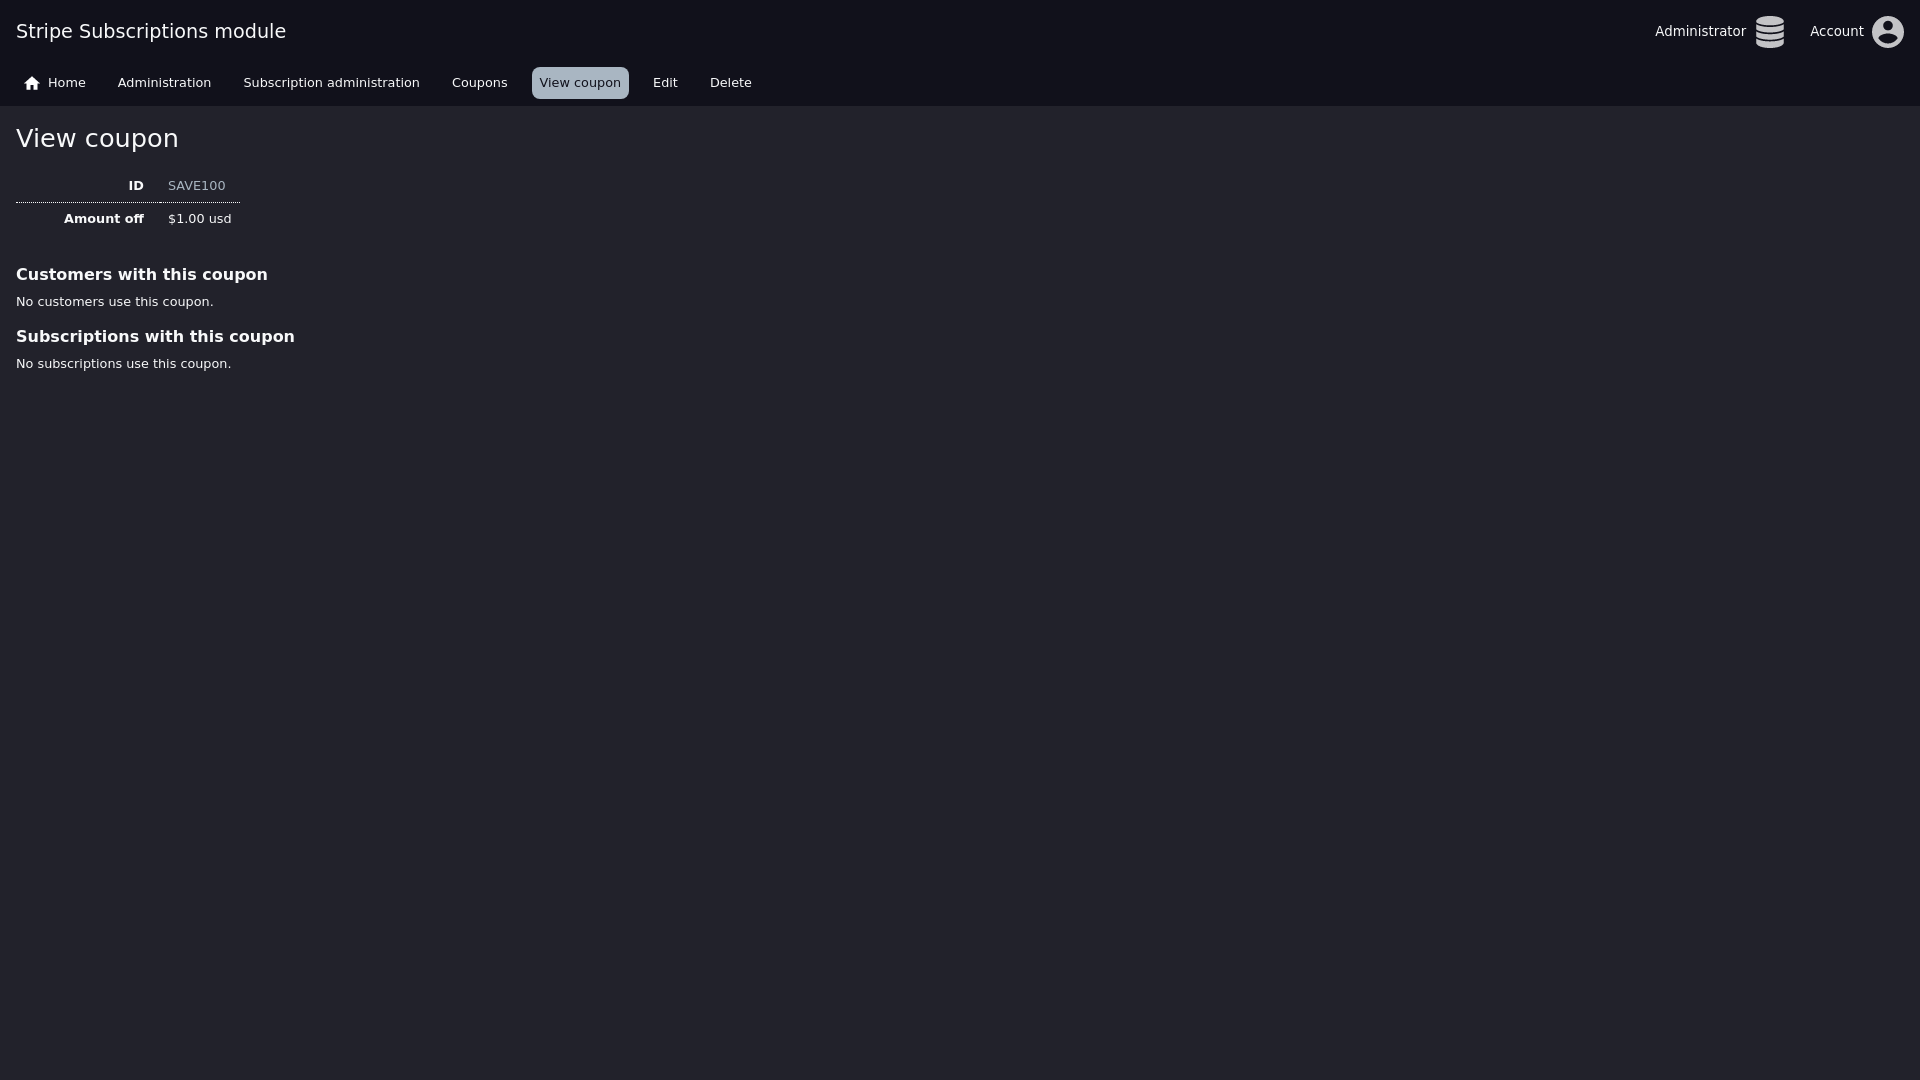 Stripe Subscriptions module
Administrator
Account
Home
Administration
Subscription administration
Coupons
View coupon
Edit
Delete
View coupon
ID SAVE100
Amount off $1.00 usd
Customers with this coupon
No customers use this coupon.
Subscriptions with this coupon
No subscriptions use this coupon.